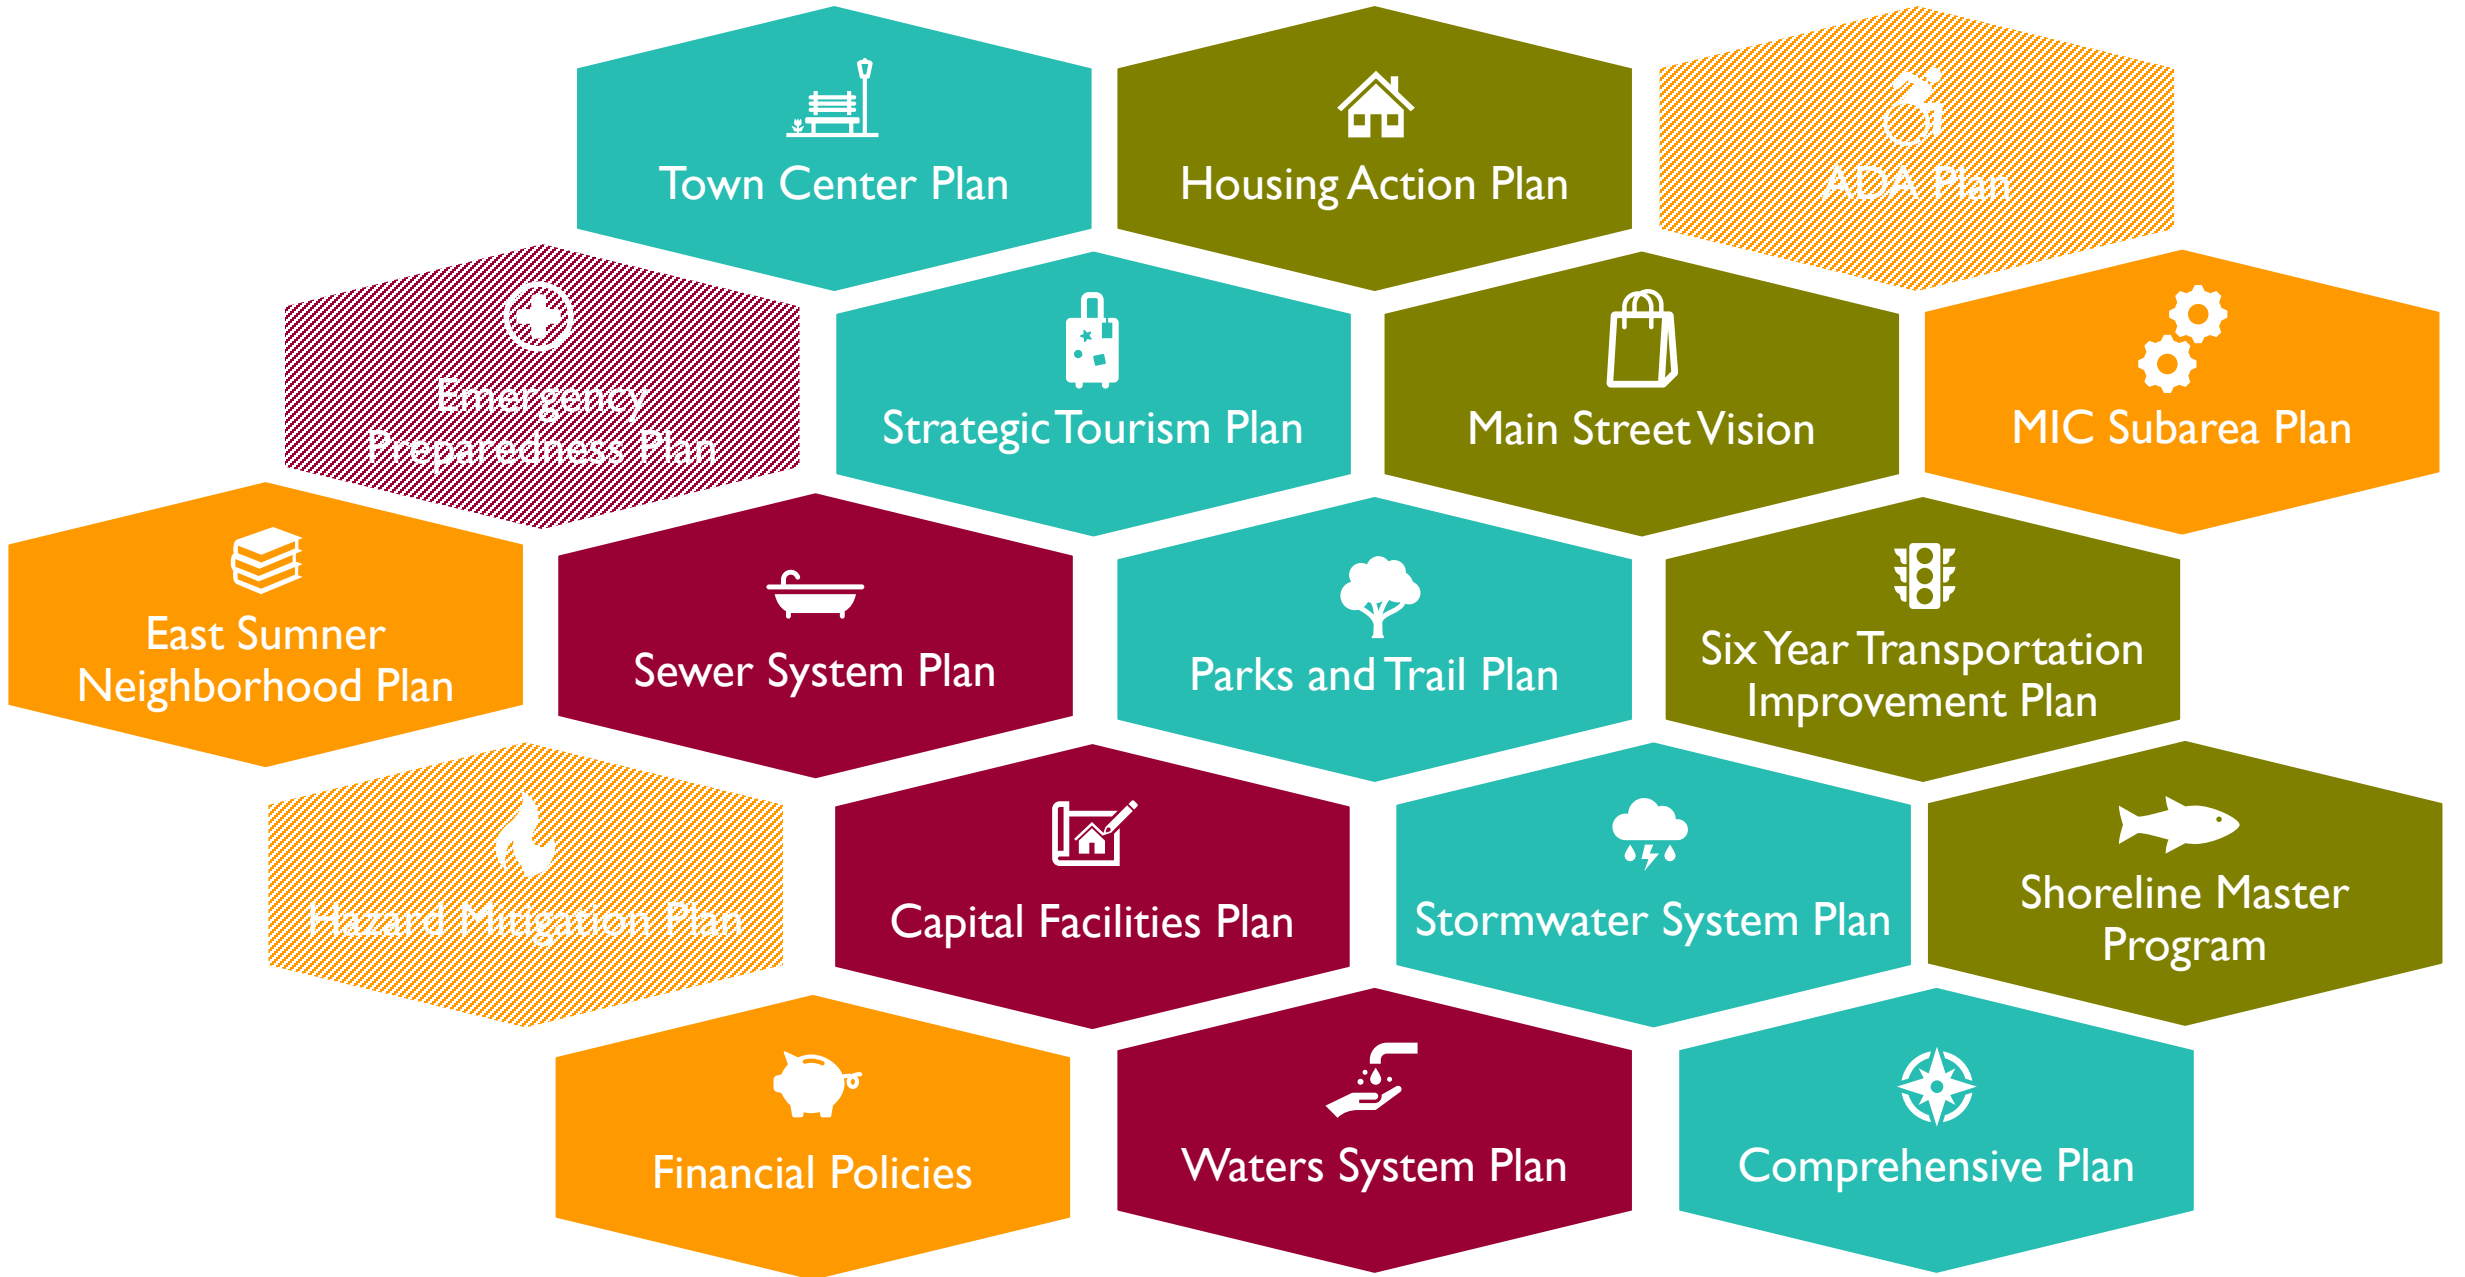 Town Center Plan
Housing Action Plan
ADA Plan
Emergency
Preparedness Plan
Strategic Tourism Plan
Main Street Vision
MIC Subarea Plan
East Sumner
Neighborhood Plan
Sewer System Plan
Parks and Trail Plan
Six Year Transportation
Improvement Plan
Hazard Mitigation Plan
Capital Facilities Plan
Stormwater System Plan
Shoreline Master
Program
Financial Policies
Waters System Plan
Comprehensive Plan